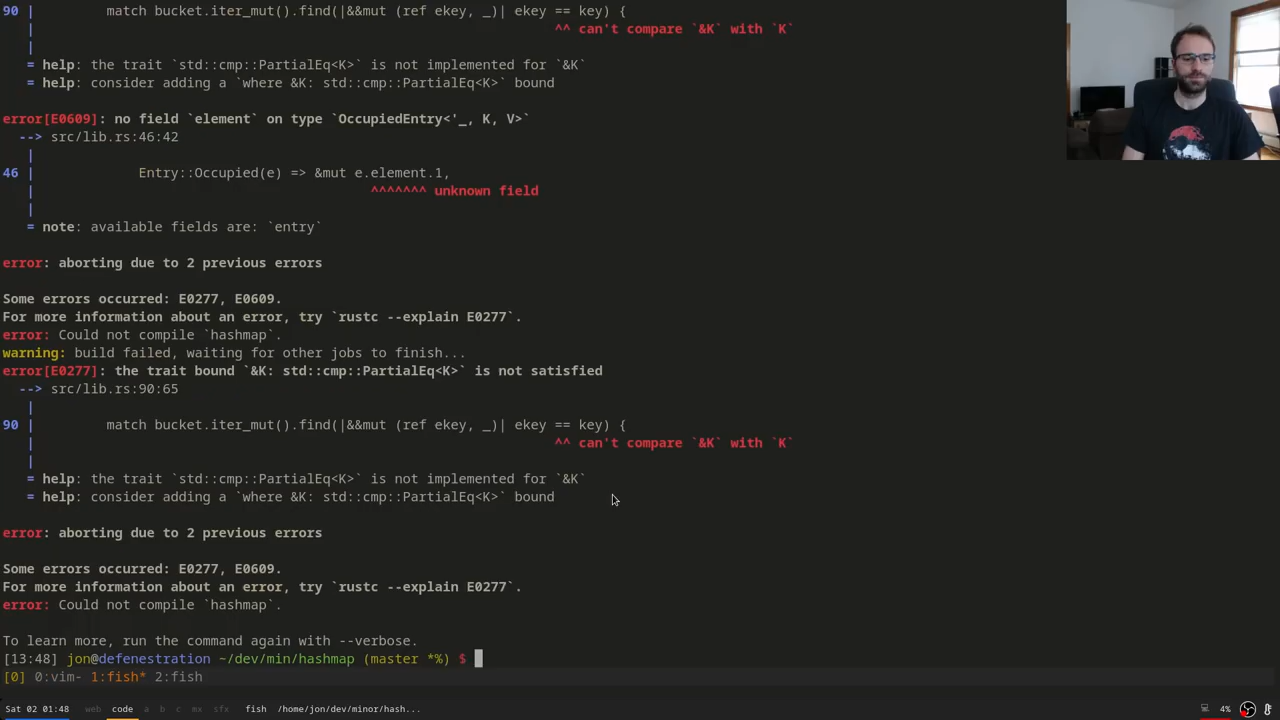 90 |         match bucket.iter_mut().find(|&&mut (ref ekey, _)| ekey == key) {
   |                                                                 ^^ can't compare `&K` with `K`
   |
   = help: the trait `std::cmp::PartialEq<K>` is not implemented for `&K`
   = help: consider adding a `where &K: std::cmp::PartialEq<K>` bound
error[E0609]: no field `element` on type `OccupiedEntry<'_, K, V>`
  --> src/lib.rs:46:42
   |
46 |             Entry::Occupied(e) => &mut e.element.1,
   |                                          ^^^^^^^ unknown field
   |
   = note: available fields are: `entry`
error: aborting due to 2 previous errors
Some errors occurred: E0277, E0609.
For more information about an error, try `rustc --explain E0277`.
error: Could not compile `hashmap`.
warning: build failed, waiting for other jobs to finish...
error[E0277]: the trait bound `&K: std::cmp::PartialEq<K>` is not satisfied
  --> src/lib.rs:90:65
   |
90 |         match bucket.iter_mut().find(|&&mut (ref ekey, _)| ekey == key) {
   |                                                                 ^^ can't compare `&K` with `K`
   |
   = help: the trait `std::cmp::PartialEq<K>` is not implemented for `&K`
   = help: consider adding a `where &K: std::cmp::PartialEq<K>` bound
error: aborting due to 2 previous errors
Some errors occurred: E0277, E0609.
For more information about an error, try `rustc --explain E0277`.
error: Could not compile `hashmap`.
To learn more, run the command again with --verbose.
[13:48] jon@defenestration ~/dev/min/hashmap (master *%) $
[0] 0:vim- 1:fish* 2:fish
Sat 02 01:48 web code a b c mx sfx fish /home/jon/dev/minor/hash... 4%